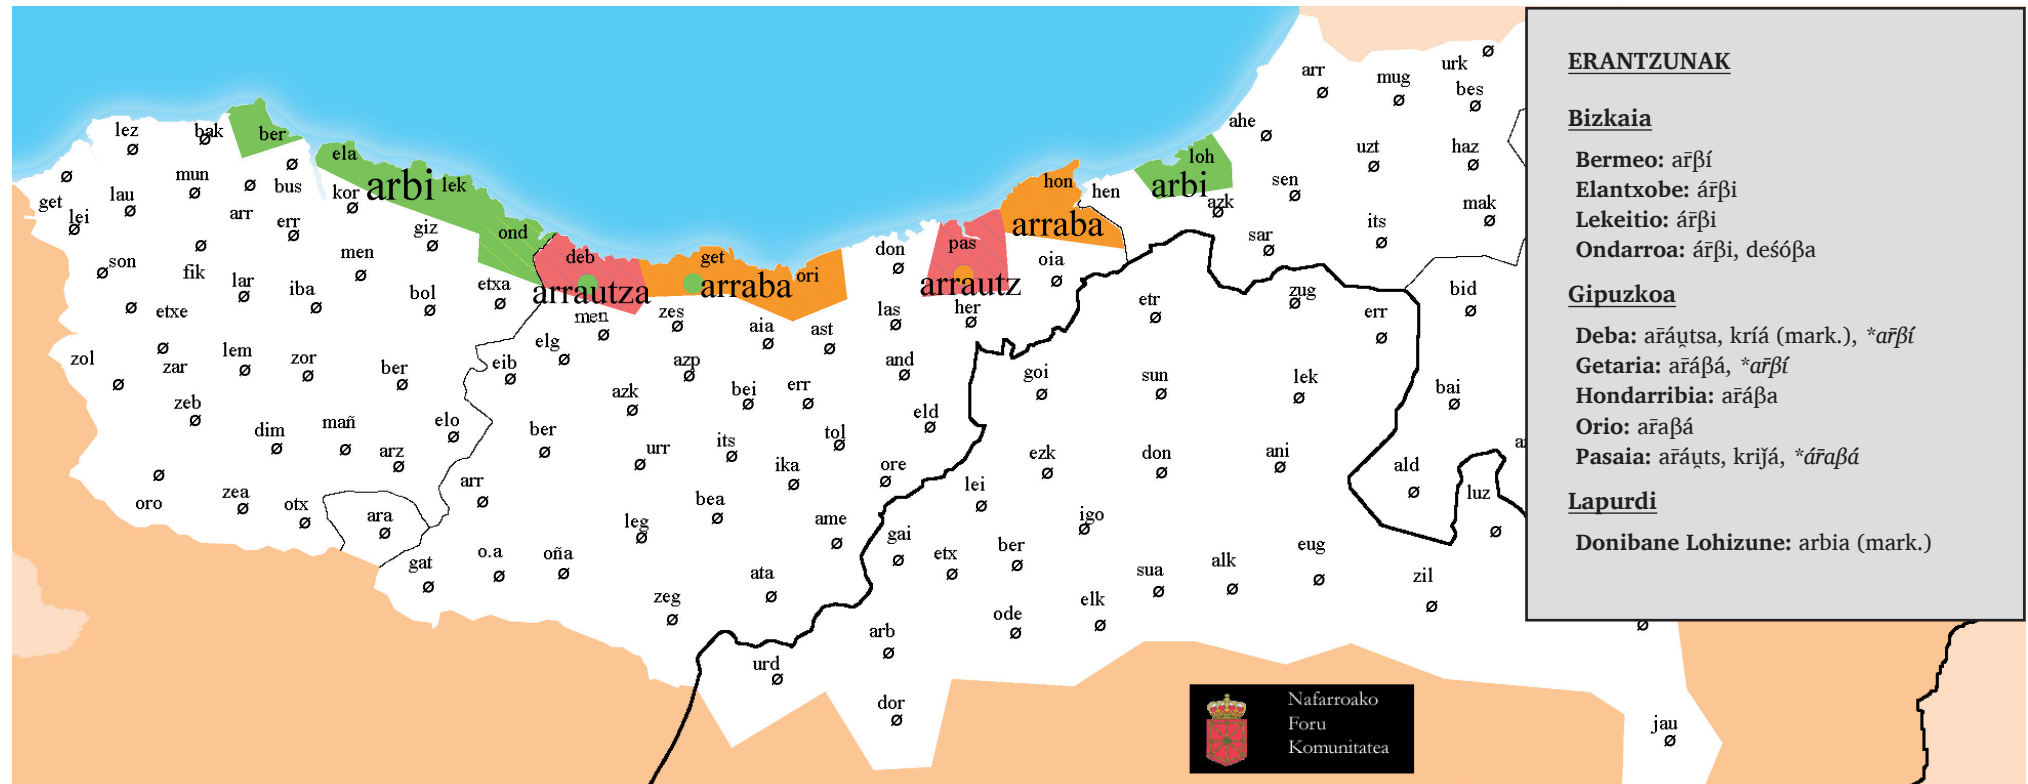 arr
mug
urk
bes
lez
bak
ber
ahe
uzt
haz
ela
loh
mun
bus
kor
arbi
lek
hon
hen
arbi
azk
sen
mak
get
lau
lei
arr
err
giz
ond
arraba
its
men
don
pas
sar
son
fik
deb
get
ori
oia
lar
iba
bol
etxa
arrautza
arraba
arrautz
etr
zug
bid
etxe
men
zes
las
her
err
aia
ast
zol
zar
lem
zor
ber
eib
elg
azp
and
goi
sun
lek
bai
azk
bei
err
zeb
eld
dim
mañ
elo
ber
tol
arz
urr
its
ezk
don
ani
ald
a
ika
ore
arr
lei
luz
oro
zea
otx
ara
bea
leg
ame
igo
gai
gat
o.a
oña
etx
ber
eug
ata
sua
alk
zil
zeg
ode
elk
arb
urd
dor
jau
Nafarroako
Foru
Komunitatea
ERANTZUNAK
Bizkaia
Bermeo: ar̄βí
Elantxobe: ár̄βi
Lekeitio: ár̄βi
Ondarroa: ár̄βi, deśóβa
Gipuzkoa
Deba: ar̄áu̯tsa, kríá (mark.), *ar̄βí
Getaria: ar̄áβá, *ar̄βí
Hondarribia: ar̄áβa
Orio: ar̄aβá
Pasaia: ar̄áu̯ts, kriǰá, *ár̄aβá
Lapurdi
Donibane Lohizune: arbia (mark.)